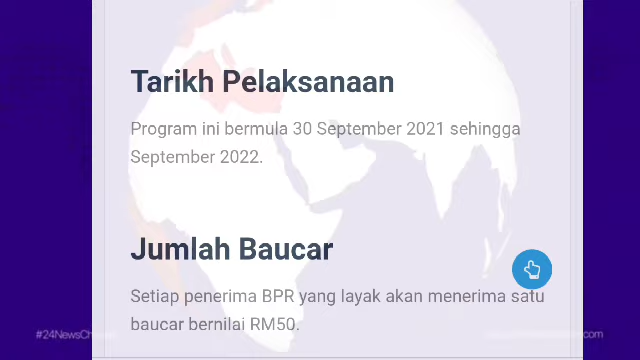 Tarikh Pelaksanaan
Program ini bermula 30 September 2021 sehingga
September 2022.
Jumlah Baucar
Setiap penerima BPR yang layak akan menerima satu
baucar bernilai RM50.